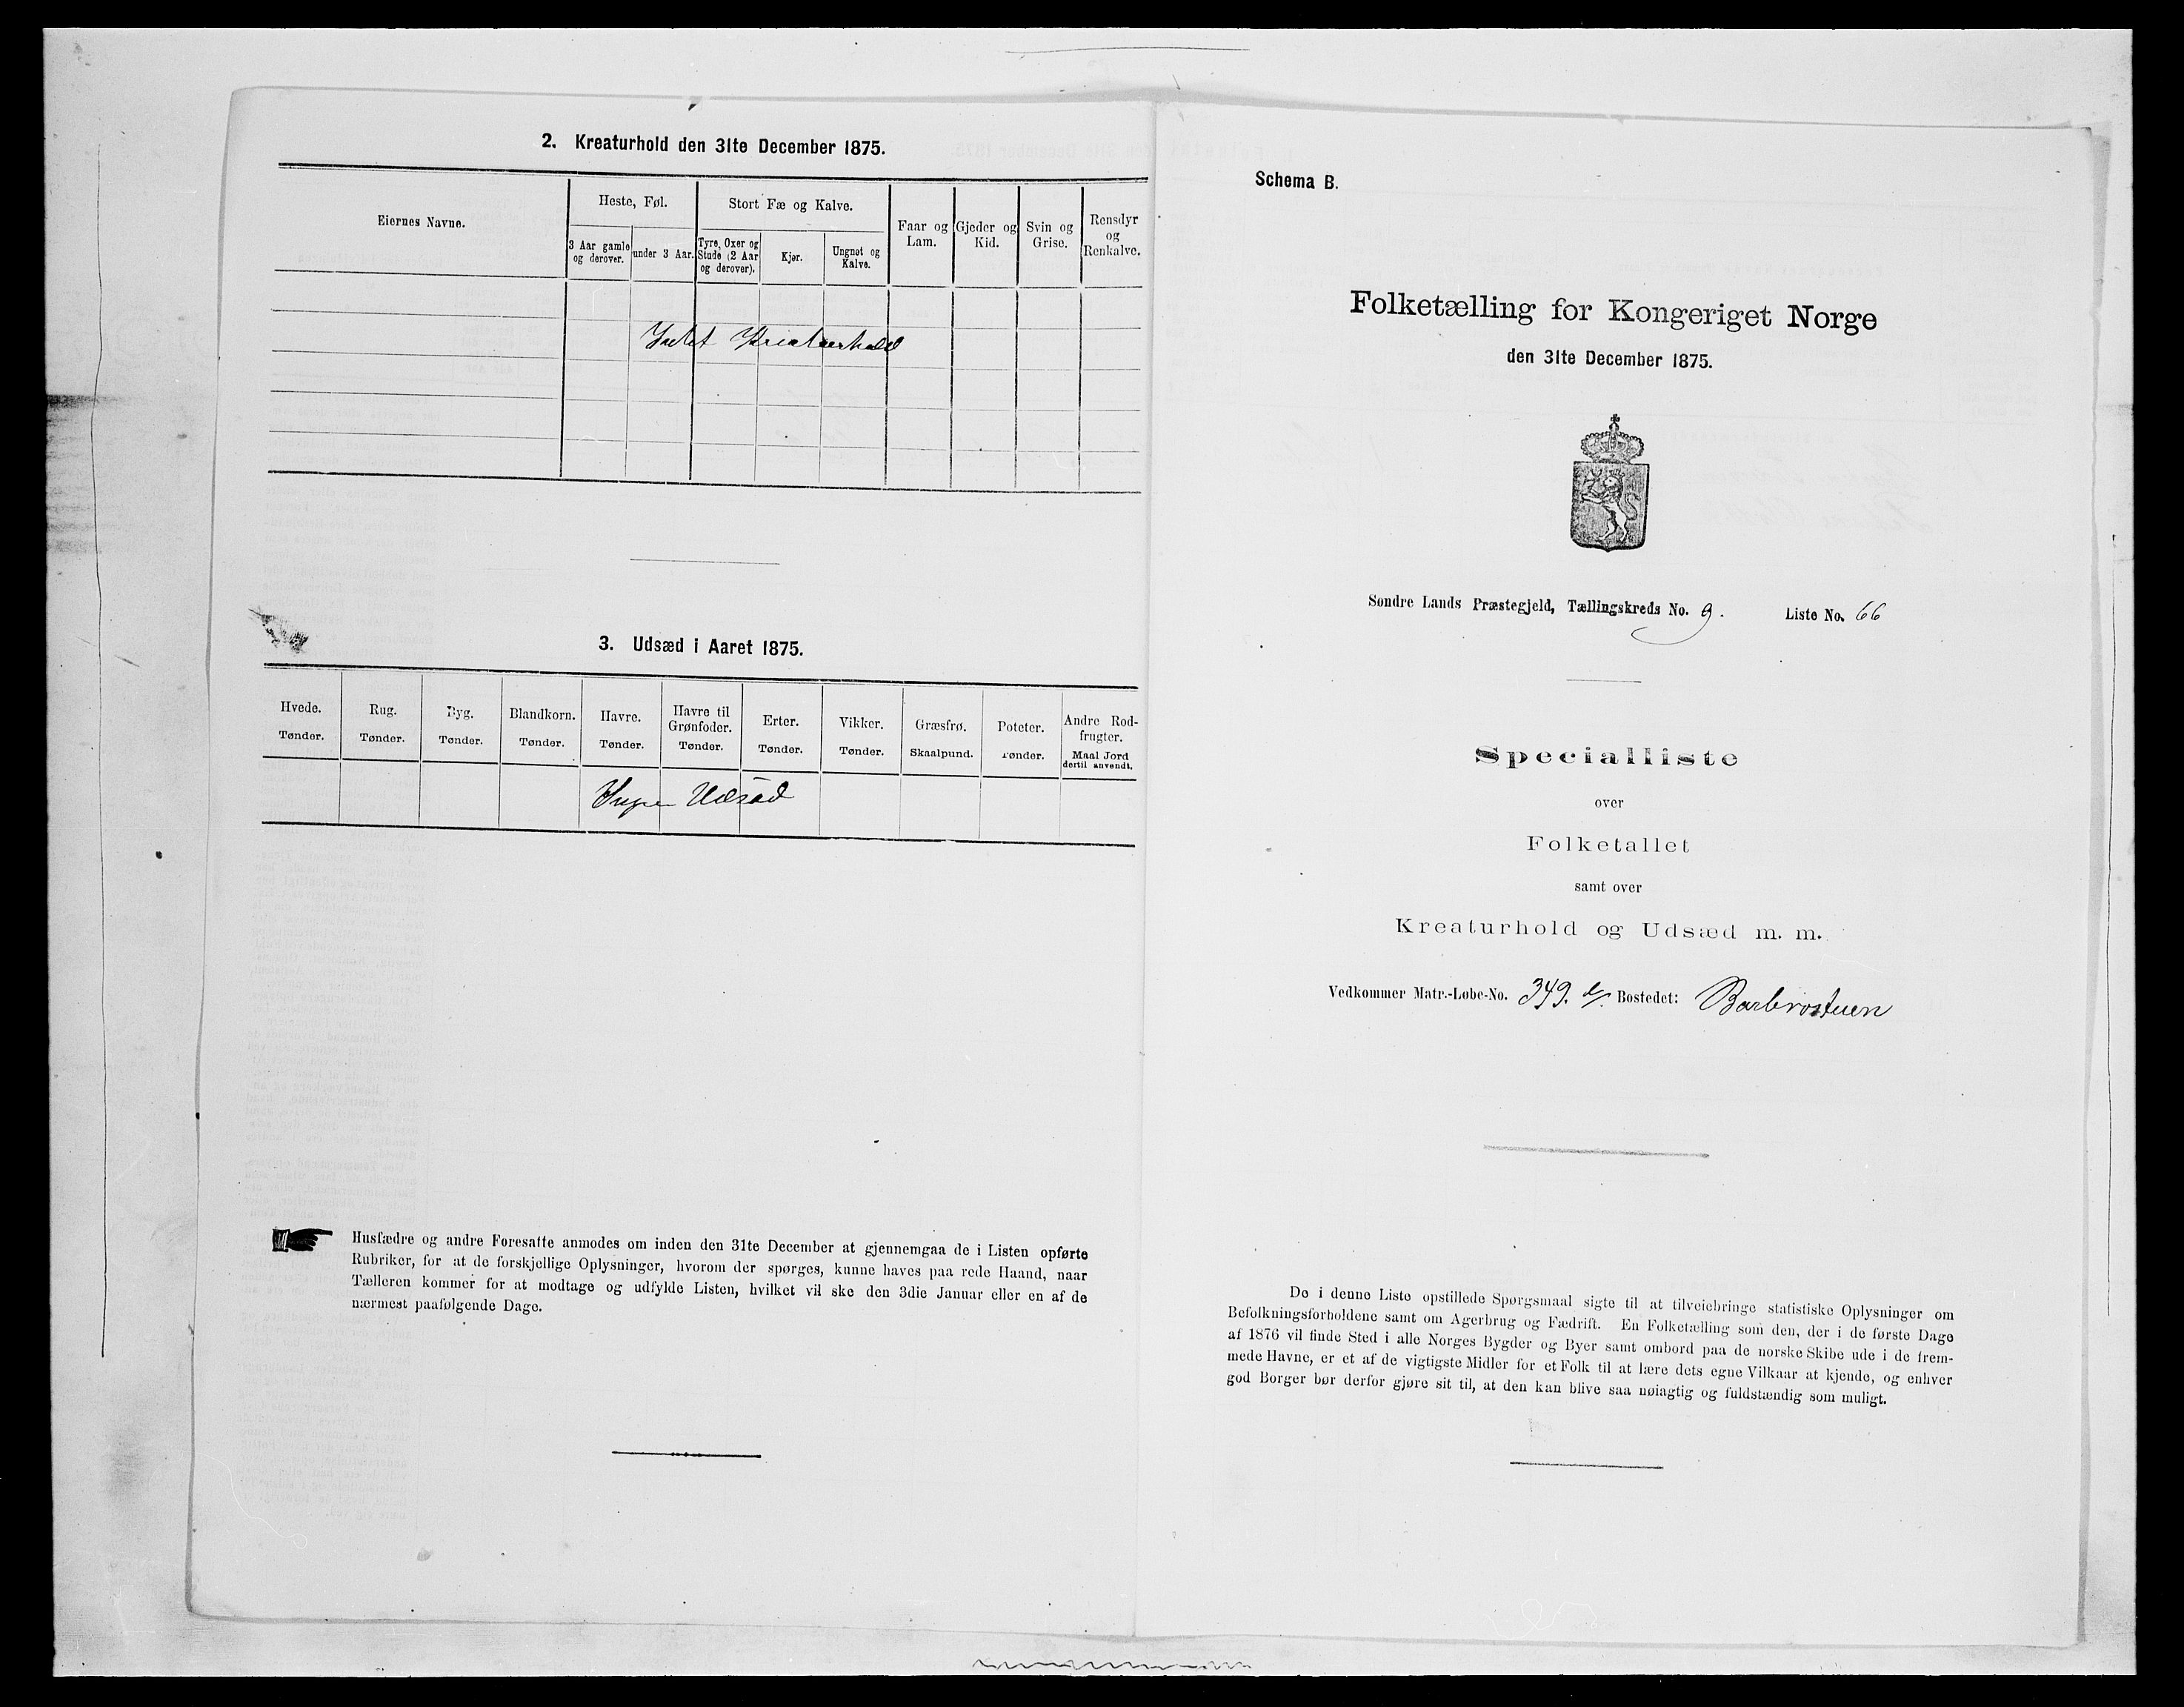 2. Kreaturhold den 31te December 1875.
Eiernes Navne.
Heste, Føl.
Stort Fæ og Kalve.
Faar og Lam.
Gjeder og Kid.
Svin og Grise.
Rensdyr og Renkalve.
3 Aar gamle og derover.
under 3 Aar.
Tyre, Oxer og Stude (2 Aar og derover).
Kjør.
Ungnøt og Kalve.
Intet Kreaturhold
3. Udsæd i Aaret 1875.
Hvede. Rug. Byg. Blandkorn. Havre. Havre til Grønfoder. Erter. Vikker. Græsfrø. Poteter. Andre Rodfrugter.
Tønder. Tønder. Tønder. Tønder. Tønder. Tønder. Tønder. Tønder. Skaalpund. Tønder. Maal Jord dertil anvendt.
Ingen Udsæd
Husfædre og andre Foresatte anmodes om inden den 31te December at gjennemgaa de i Listen opførte
Rubriker, for at de forskjellige Oplysninger, hvorom der spørges, kunne haves paa rede Haand, naar
Tælleren kommer for at modtage og udfylde Listen, hvilket vil ske den 3die Januar eller en af de
nærmest paafølgende Dage.
Schema B.
Folketælling for Kongeriget Norge
den 31te December 1875.
Søndre Lands Præstegjeld, Tællingskreds No. 9. Liste No. 66
Specialliste
over
Folketallet
samt over
Kreaturhold og Udsæd m. m.
Vedkommer Matr.-Løbe-No. 349. Bostedet: Barbrostuen
De i denne Liste opstillede Spørgsmaal sigte til at tilveiebringe statistiske Oplysninger om
Befolkningsforholdene samt om Agerbrug og Fædrift. En Folketælling som den, der i de første Dage
af 1876 vil finde Sted i alle Norges Bygder og Byer samt ombord paa de norske Skibe ude i de frem-
mede Havne, er et af de vigtigste Midler for et Folk til at lære dets egne Vilkaar at kjende, og enhver
god Borger bør derfor gjøre sit til, at den kan blive saa nøiagtig og fuldstændig som muligt.